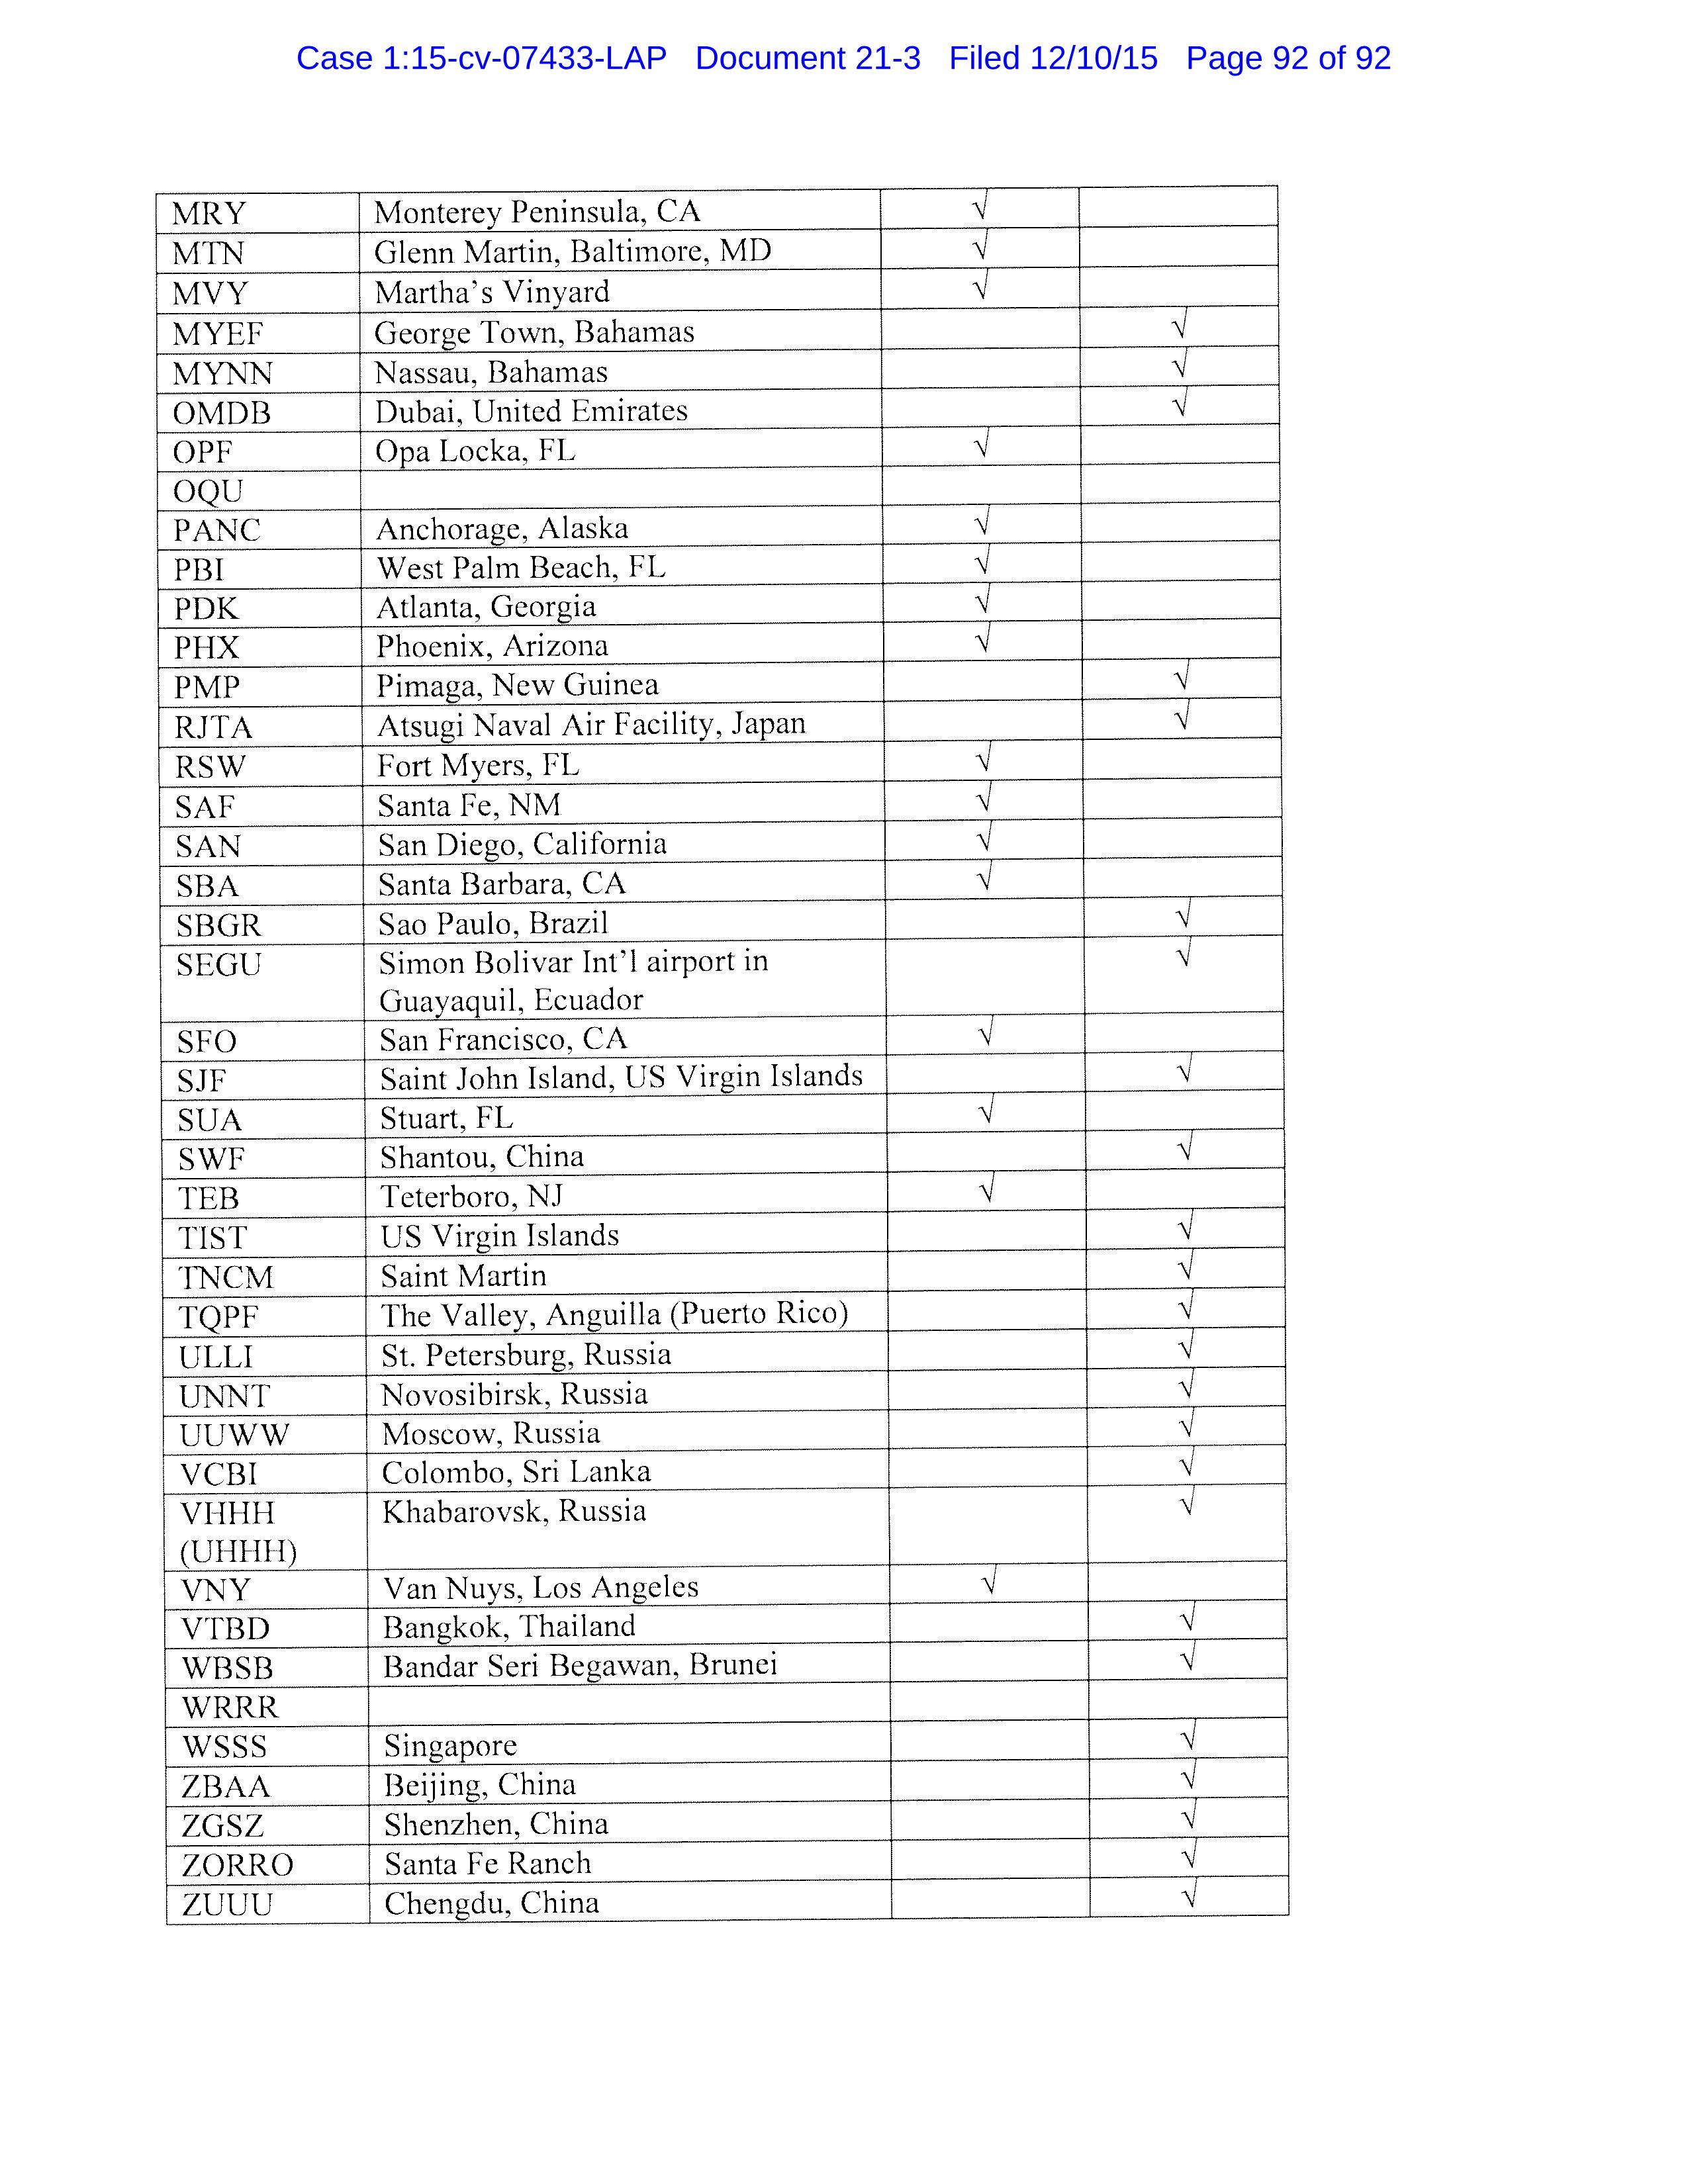 Case 1:15-cv-07433-LAP Document 21-3 Filed 12/10/15 Page 92 of 92
MRY Monterey Peninsula, CA √
MTN Glenn Martin, Baltimore, MD √
MVY Martha's Vinyard √
MYEF George Town, Bahamas √
MYNN Nassau, Bahamas √
OMDB Dubai, United Emirates √
OPF Opa Locka, FL √
OQU
PANC Anchorage, Alaska √
PBI West Palm Beach, FL √
PDK Atlanta, Georgia √
PHX Phoenix, Arizona √
PMP Pimaga, New Guinea √
RJTA Atsugi Naval Air Facility, Japan √
RSW Fort Myers, FL √
SAF Santa Fe, NM √
SAN San Diego, California √
SBA Santa Barbara, CA √
SBGR Sao Paulo, Brazil √
SEGU Simon Bolivar Int'l airport in √
Guayaquil, Ecuador
SFO San Francisco, CA √
SJF Saint John Island, US Virgin Islands √
SUA Stuart, FL √
SWF Shantou, China √
TEB Teterboro, NJ √
TIST US Virgin Islands √
TNCM Saint Martin √
TQPF The Valley, Anguilla (Puerto Rico) √
ULLI St. Petersburg, Russia √
UNNT Novosibirsk, Russia √
UUWW Moscow, Russia √
VCBI Colombo, Sri Lanka √
VHHH Khabarovsk, Russia √
(UHHH)
VNY Van Nuys, Los Angeles √
VTBD Bangkok, Thailand √
WBSB Bandar Seri Begawan, Brunei √
WRRR
WSSS Singapore √
ZBAA Beijing, China √
ZGSZ Shenzhen, China √
ZORRO Santa Fe Ranch √
ZUUU Chengdu, China √